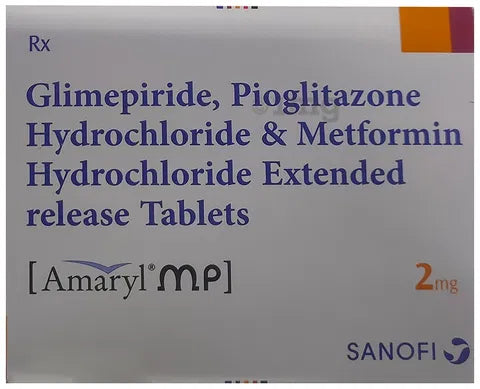 Rx
Glimepiride, Pioglitazone
Hydrochloride & Metformin
Hydrochloride Extended
release Tablets
[Amaryl® MP]
2mg
SANOFI